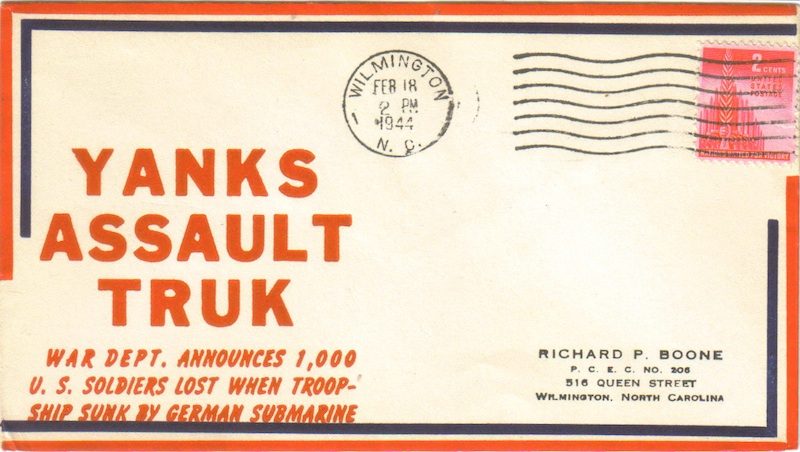 WILMINGTON
FEB 18
2 PM
1944
N. C.
1
2 CENTS
UNITED
STATES
POSTAGE
YANKS
ASSAULT
TRUK
WAR DEPT. ANNOUNCES 1,000
U. S. SOLDIERS LOST WHEN TROOP-
SHIP SUNK BY GERMAN SUBMARINE
RICHARD P. BOONE
P. C. E. C. NO. 206
516 QUEEN STREET
WILMINGTON, NORTH CAROLINA